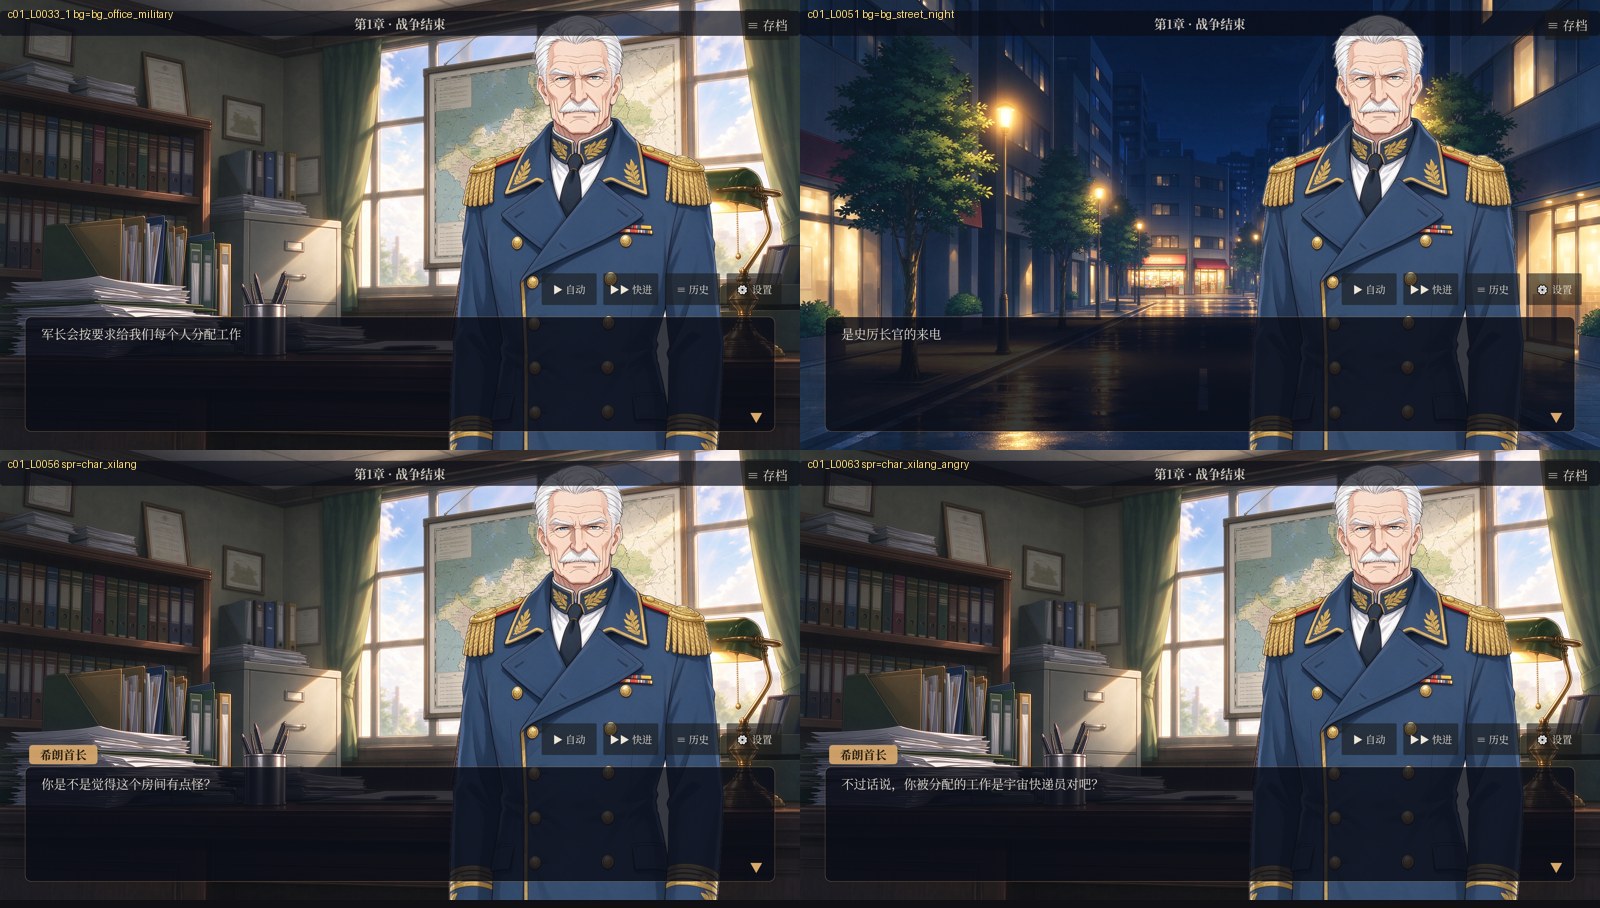 c01_L0033_1 bg=bg_office_military
第1章·战争结束
≡ 存档
▶ 自动
▶▶ 快进
≡ 历史
设置
军长会按要求给我们每个人分配工作
▼
c01_L0051 bg=bg_street_night
第1章·战争结束
≡ 存档
▶ 自动
▶▶ 快进
≡ 历史
设置
是史厉长官的来电
▼
c01_L0056 spr=char_xilang
第1章·战争结束
≡ 存档
▶ 自动
▶▶ 快进
≡ 历史
设置
希朗首长
你是不是觉得这个房间有点怪?
▼
c01_L0063 spr=char_xilang_angry
第1章·战争结束
≡ 存档
▶ 自动
▶▶ 快进
≡ 历史
设置
希朗首长
不过话说，你被分配的工作是宇宙快递员对吧?
▼